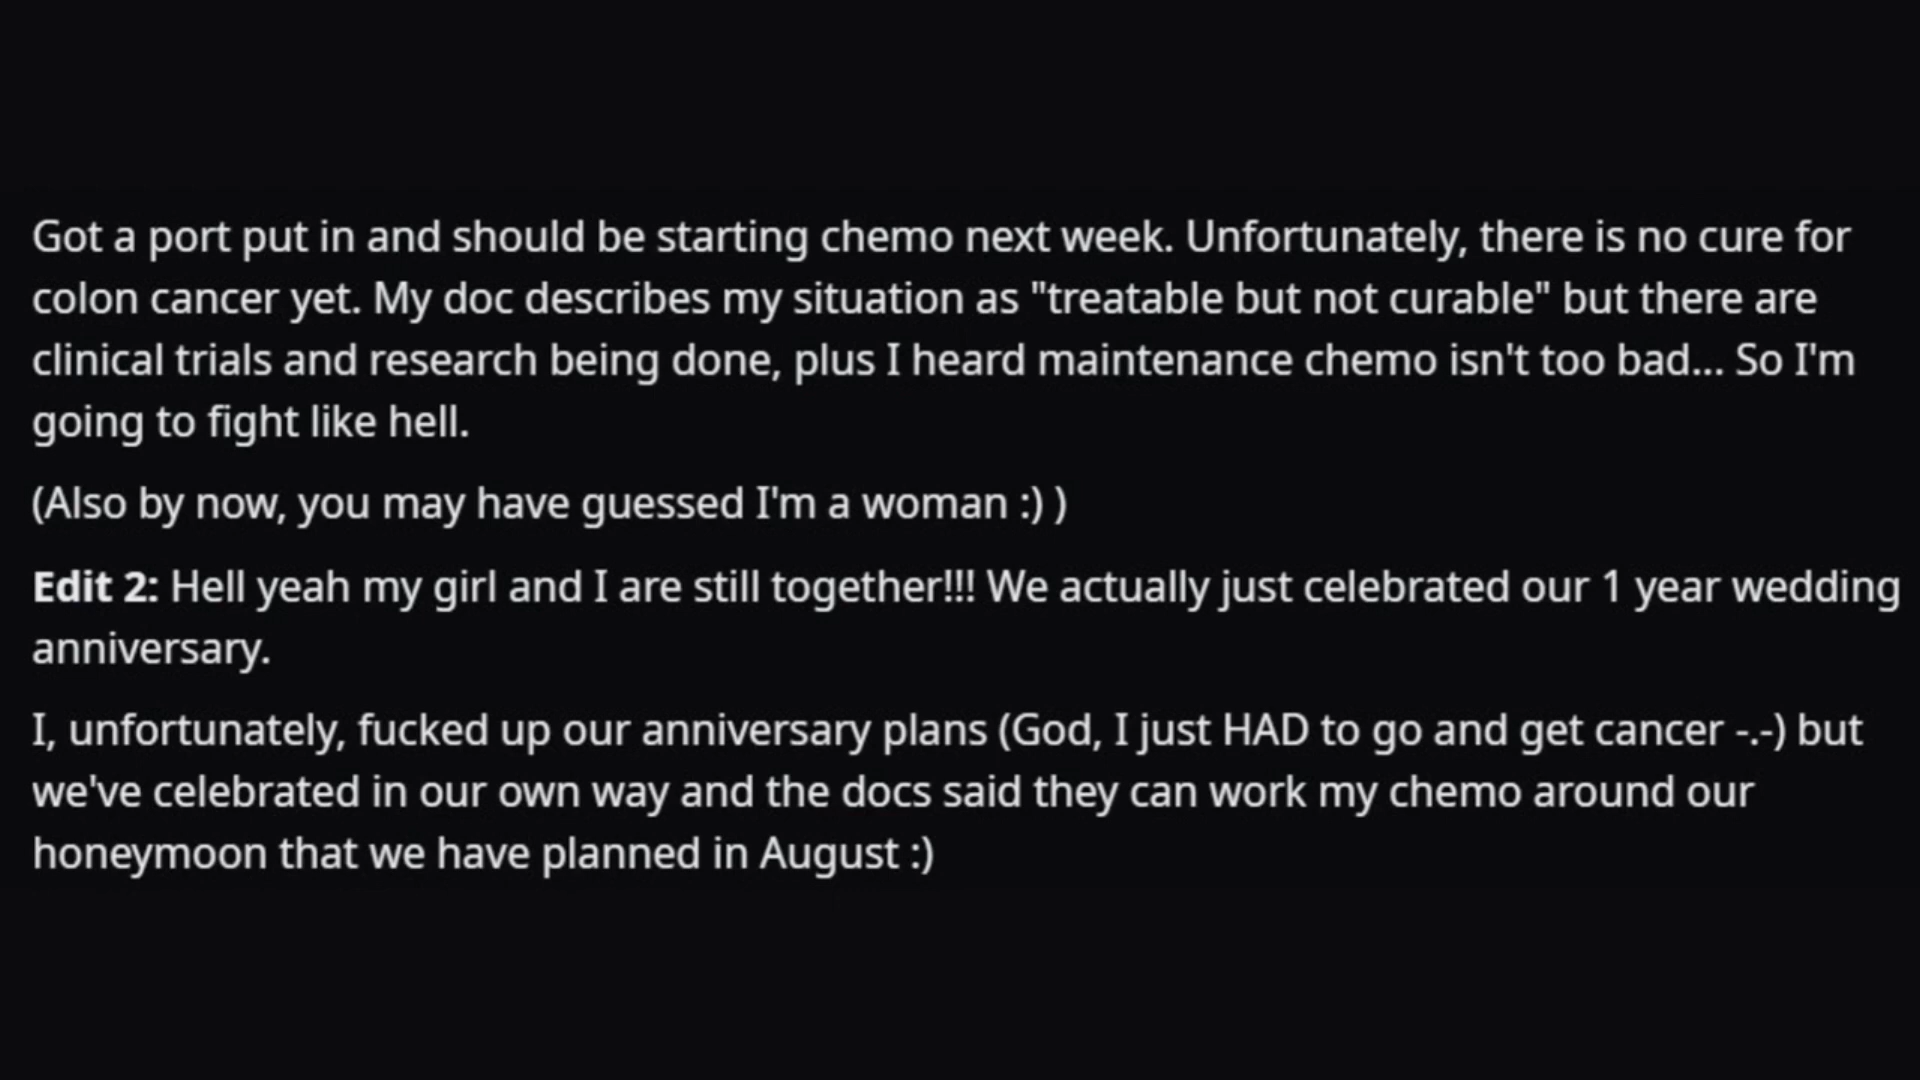 Got a port put in and should be starting chemo next week. Unfortunately, there is no cure for
colon cancer yet. My doc describes my situation as "treatable but not curable" but there are
clinical trials and research being done, plus I heard maintenance chemo isn't too bad... So I'm
going to fight like hell.
(Also by now, you may have guessed I'm a woman :) )
Edit 2: Hell yeah my girl and I are still together!!! We actually just celebrated our 1 year wedding
anniversary.
I, unfortunately, fucked up our anniversary plans (God, I just HAD to go and get cancer -.-) but
we've celebrated in our own way and the docs said they can work my chemo around our
honeymoon that we have planned in August :)